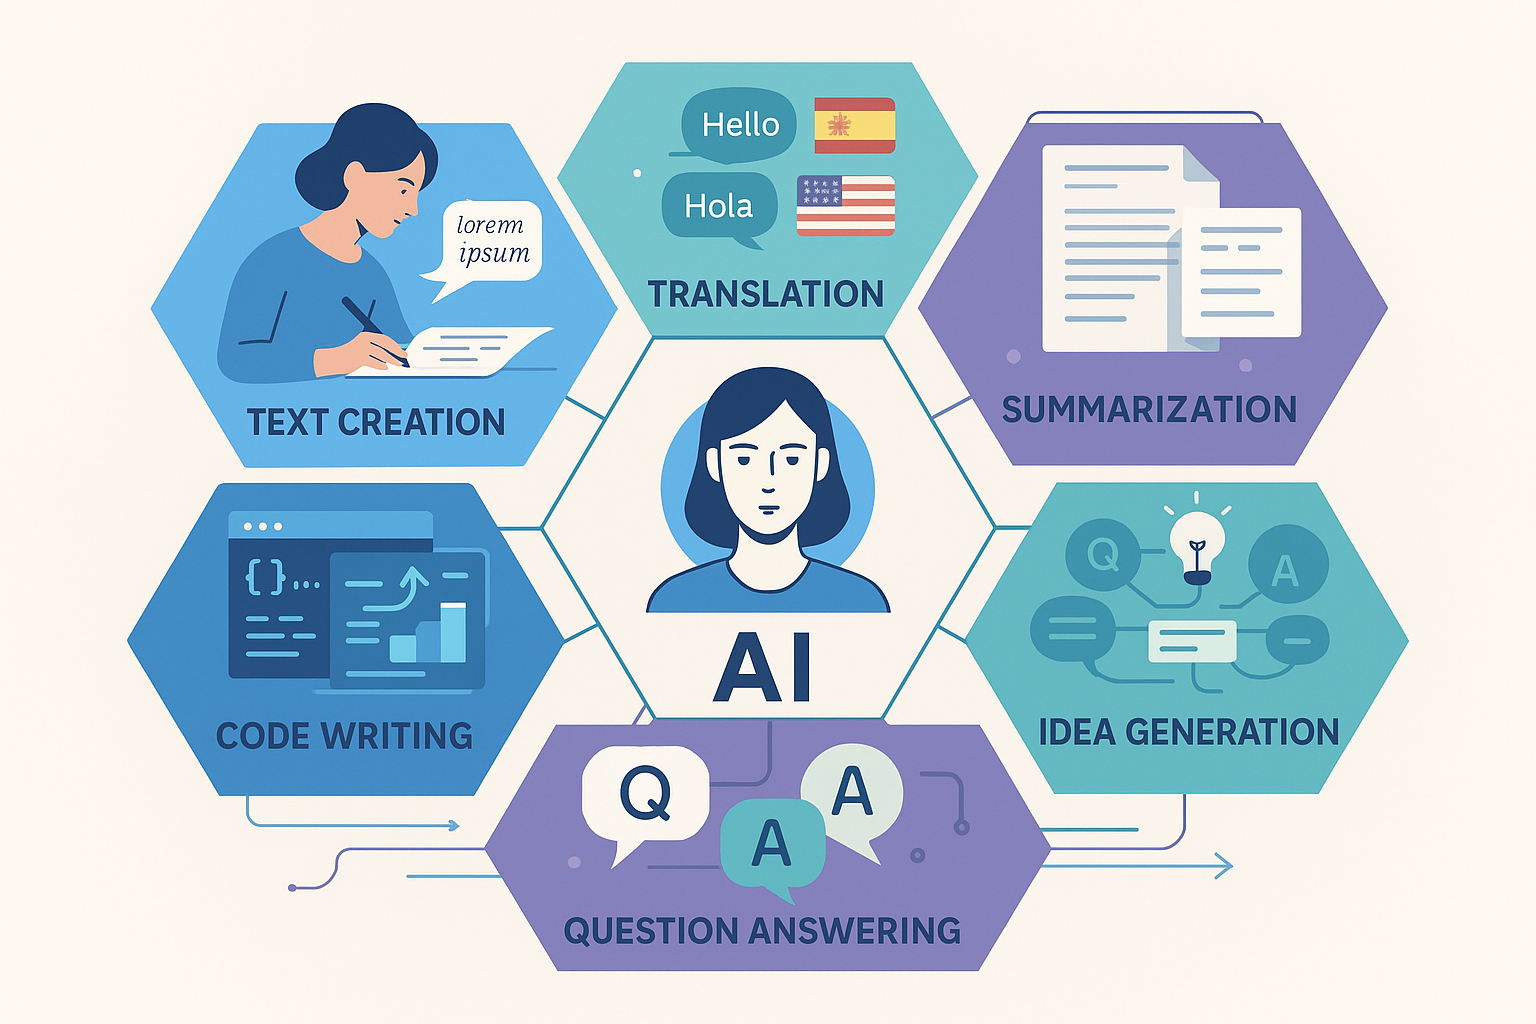 Hello
Hola
TRANSLATION
lorem
ipsum
TEXT CREATION
SUMMARIZATION
{}...
CODE WRITING
AI
Q
A
IDEA GENERATION
Q
A
A
QUESTION ANSWERING